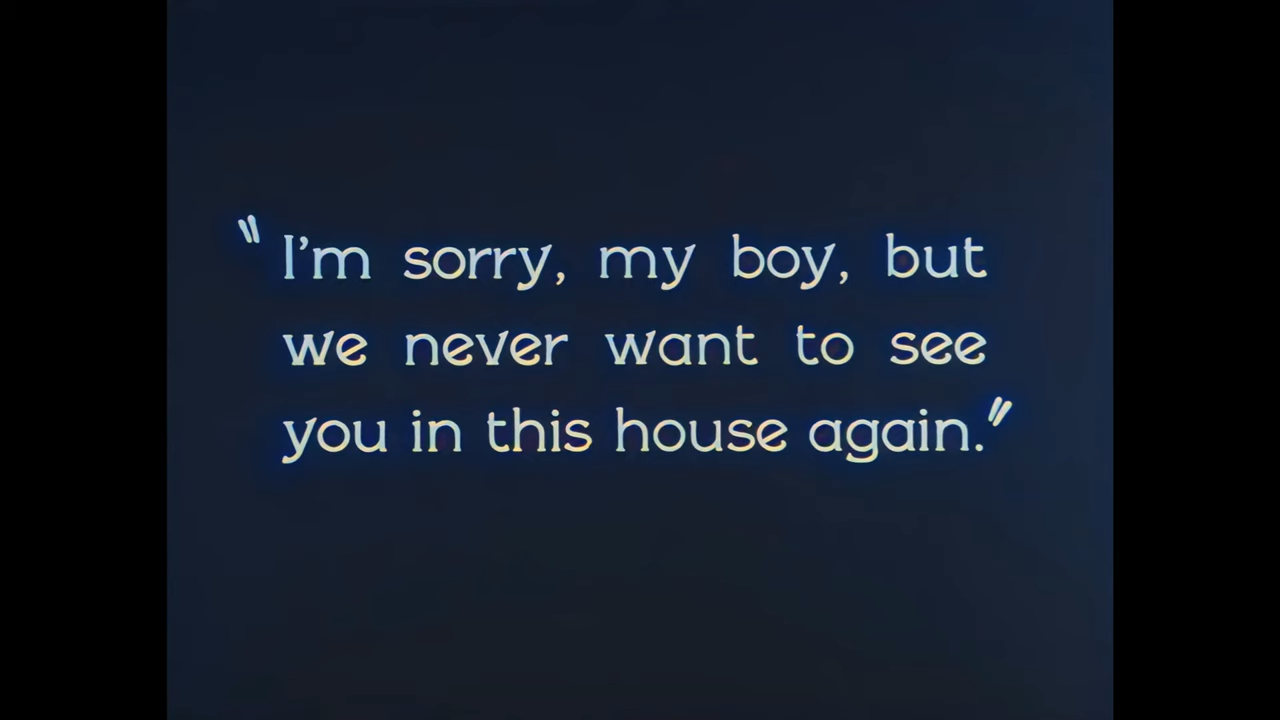 "I'm sorry, my boy, but
we never want to see
you in this house again."